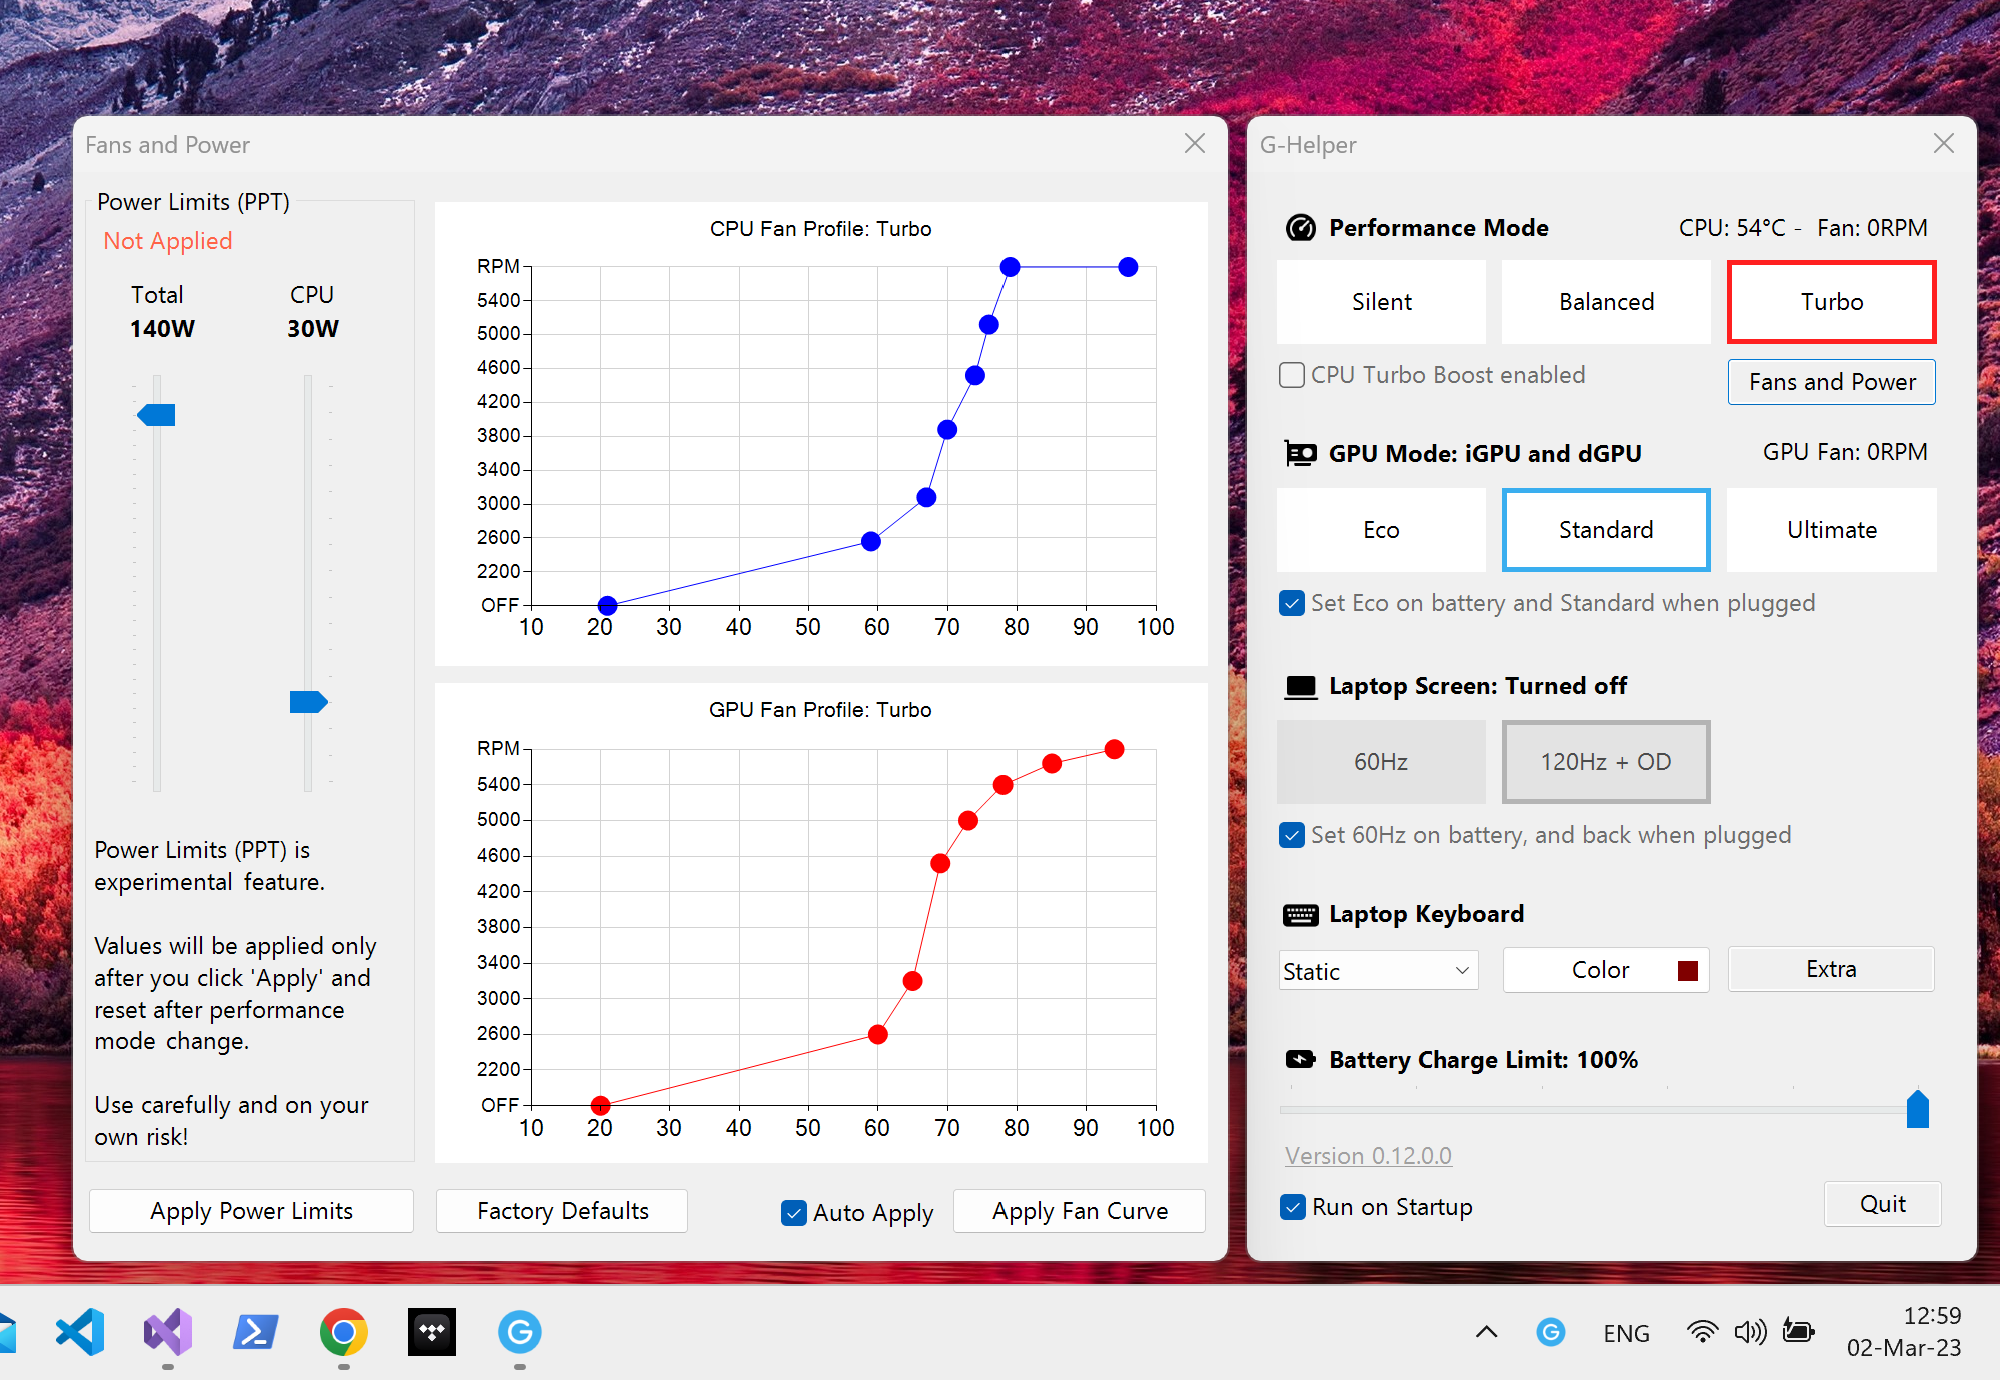 Fans and Power
Power Limits (PPT)
Not Applied
Total
140W
CPU
30W
Power Limits (PPT) is
experimental feature.
Values will be applied only
after you click 'Apply' and
reset after performance
mode change.
Use carefully and on your
own risk!
CPU Fan Profile: Turbo
RPM
5400
5000
4600
4200
3800
3400
3000
2600
2200
OFF
10 20 30 40 50 60 70 80 90 100
GPU Fan Profile: Turbo
RPM
5400
5000
4600
4200
3800
3400
3000
2600
2200
OFF
10 20 30 40 50 60 70 80 90 100
Apply Power Limits
Factory Defaults
Auto Apply
Apply Fan Curve
G-Helper
Performance Mode
CPU: 54°C - Fan: 0RPM
Silent
Balanced
Turbo
CPU Turbo Boost enabled
Fans and Power
GPU Mode: iGPU and dGPU
GPU Fan: 0RPM
Eco
Standard
Ultimate
Set Eco on battery and Standard when plugged
Laptop Screen: Turned off
60Hz
120Hz + OD
Set 60Hz on battery, and back when plugged
Laptop Keyboard
Static
Color
Extra
Battery Charge Limit: 100%
Version 0.12.0.0
Run on Startup
Quit
G
G
ENG
12:59
02-Mar-23